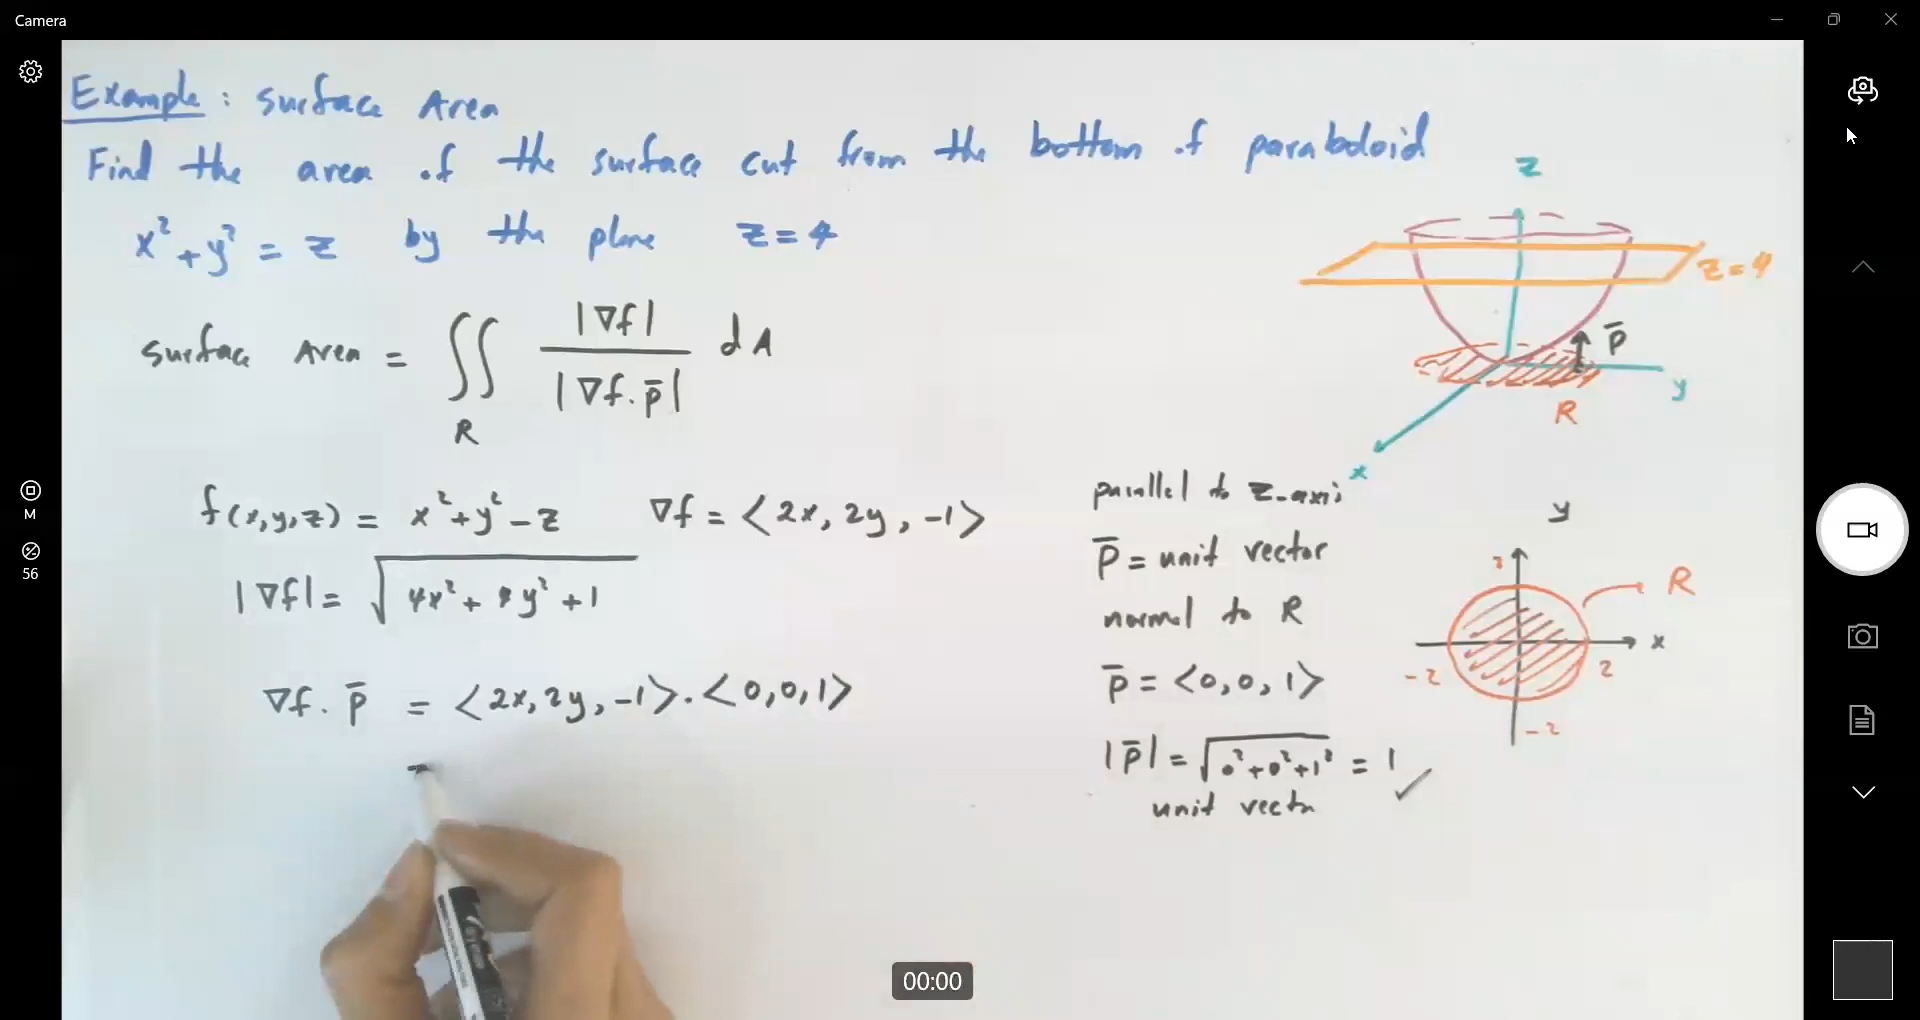 Camera
Example: Surface Area
Find the area of the surface cut from the bottom of paraboloid
x² + y² = z by the plane z = 4
Surface Area = ∬ |∇f| / |∇f · p̄| dA
R
f(x,y,z) = x² + y² - z ∇f = <2x, 2y, -1>
|∇f| = √(4x² + 4y² + 1)
∇f · p̄ = <2x, 2y, -1> · <0,0,1>
=
z
z = 4
p̄
y
R
x
parallel to z-axis
p̄ = unit vector
normal to R
p̄ = <0, 0, 1>
|p̄| = √(0² + 0² + 1²) = 1 ✓
unit vector
y
2
R
x
-2
2
-2
M
56
00:00